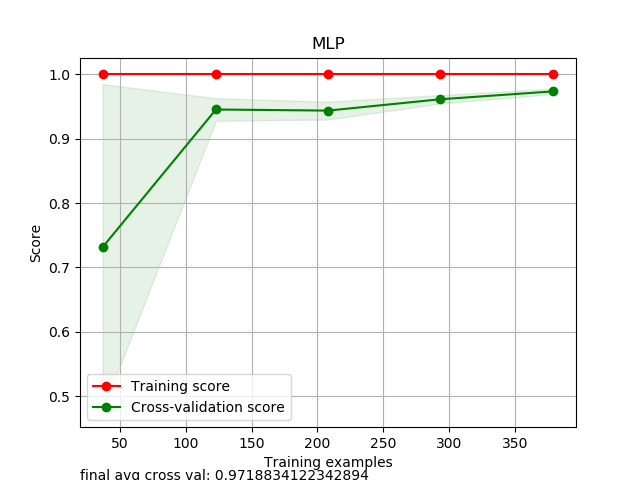 MLP
1.0
0.9
0.8
0.7
0.6
0.5
Score
Training score
Cross-validation score
50 100 150 200 250 300 350
Training examples
final avg cross val: 0.9718834122342894